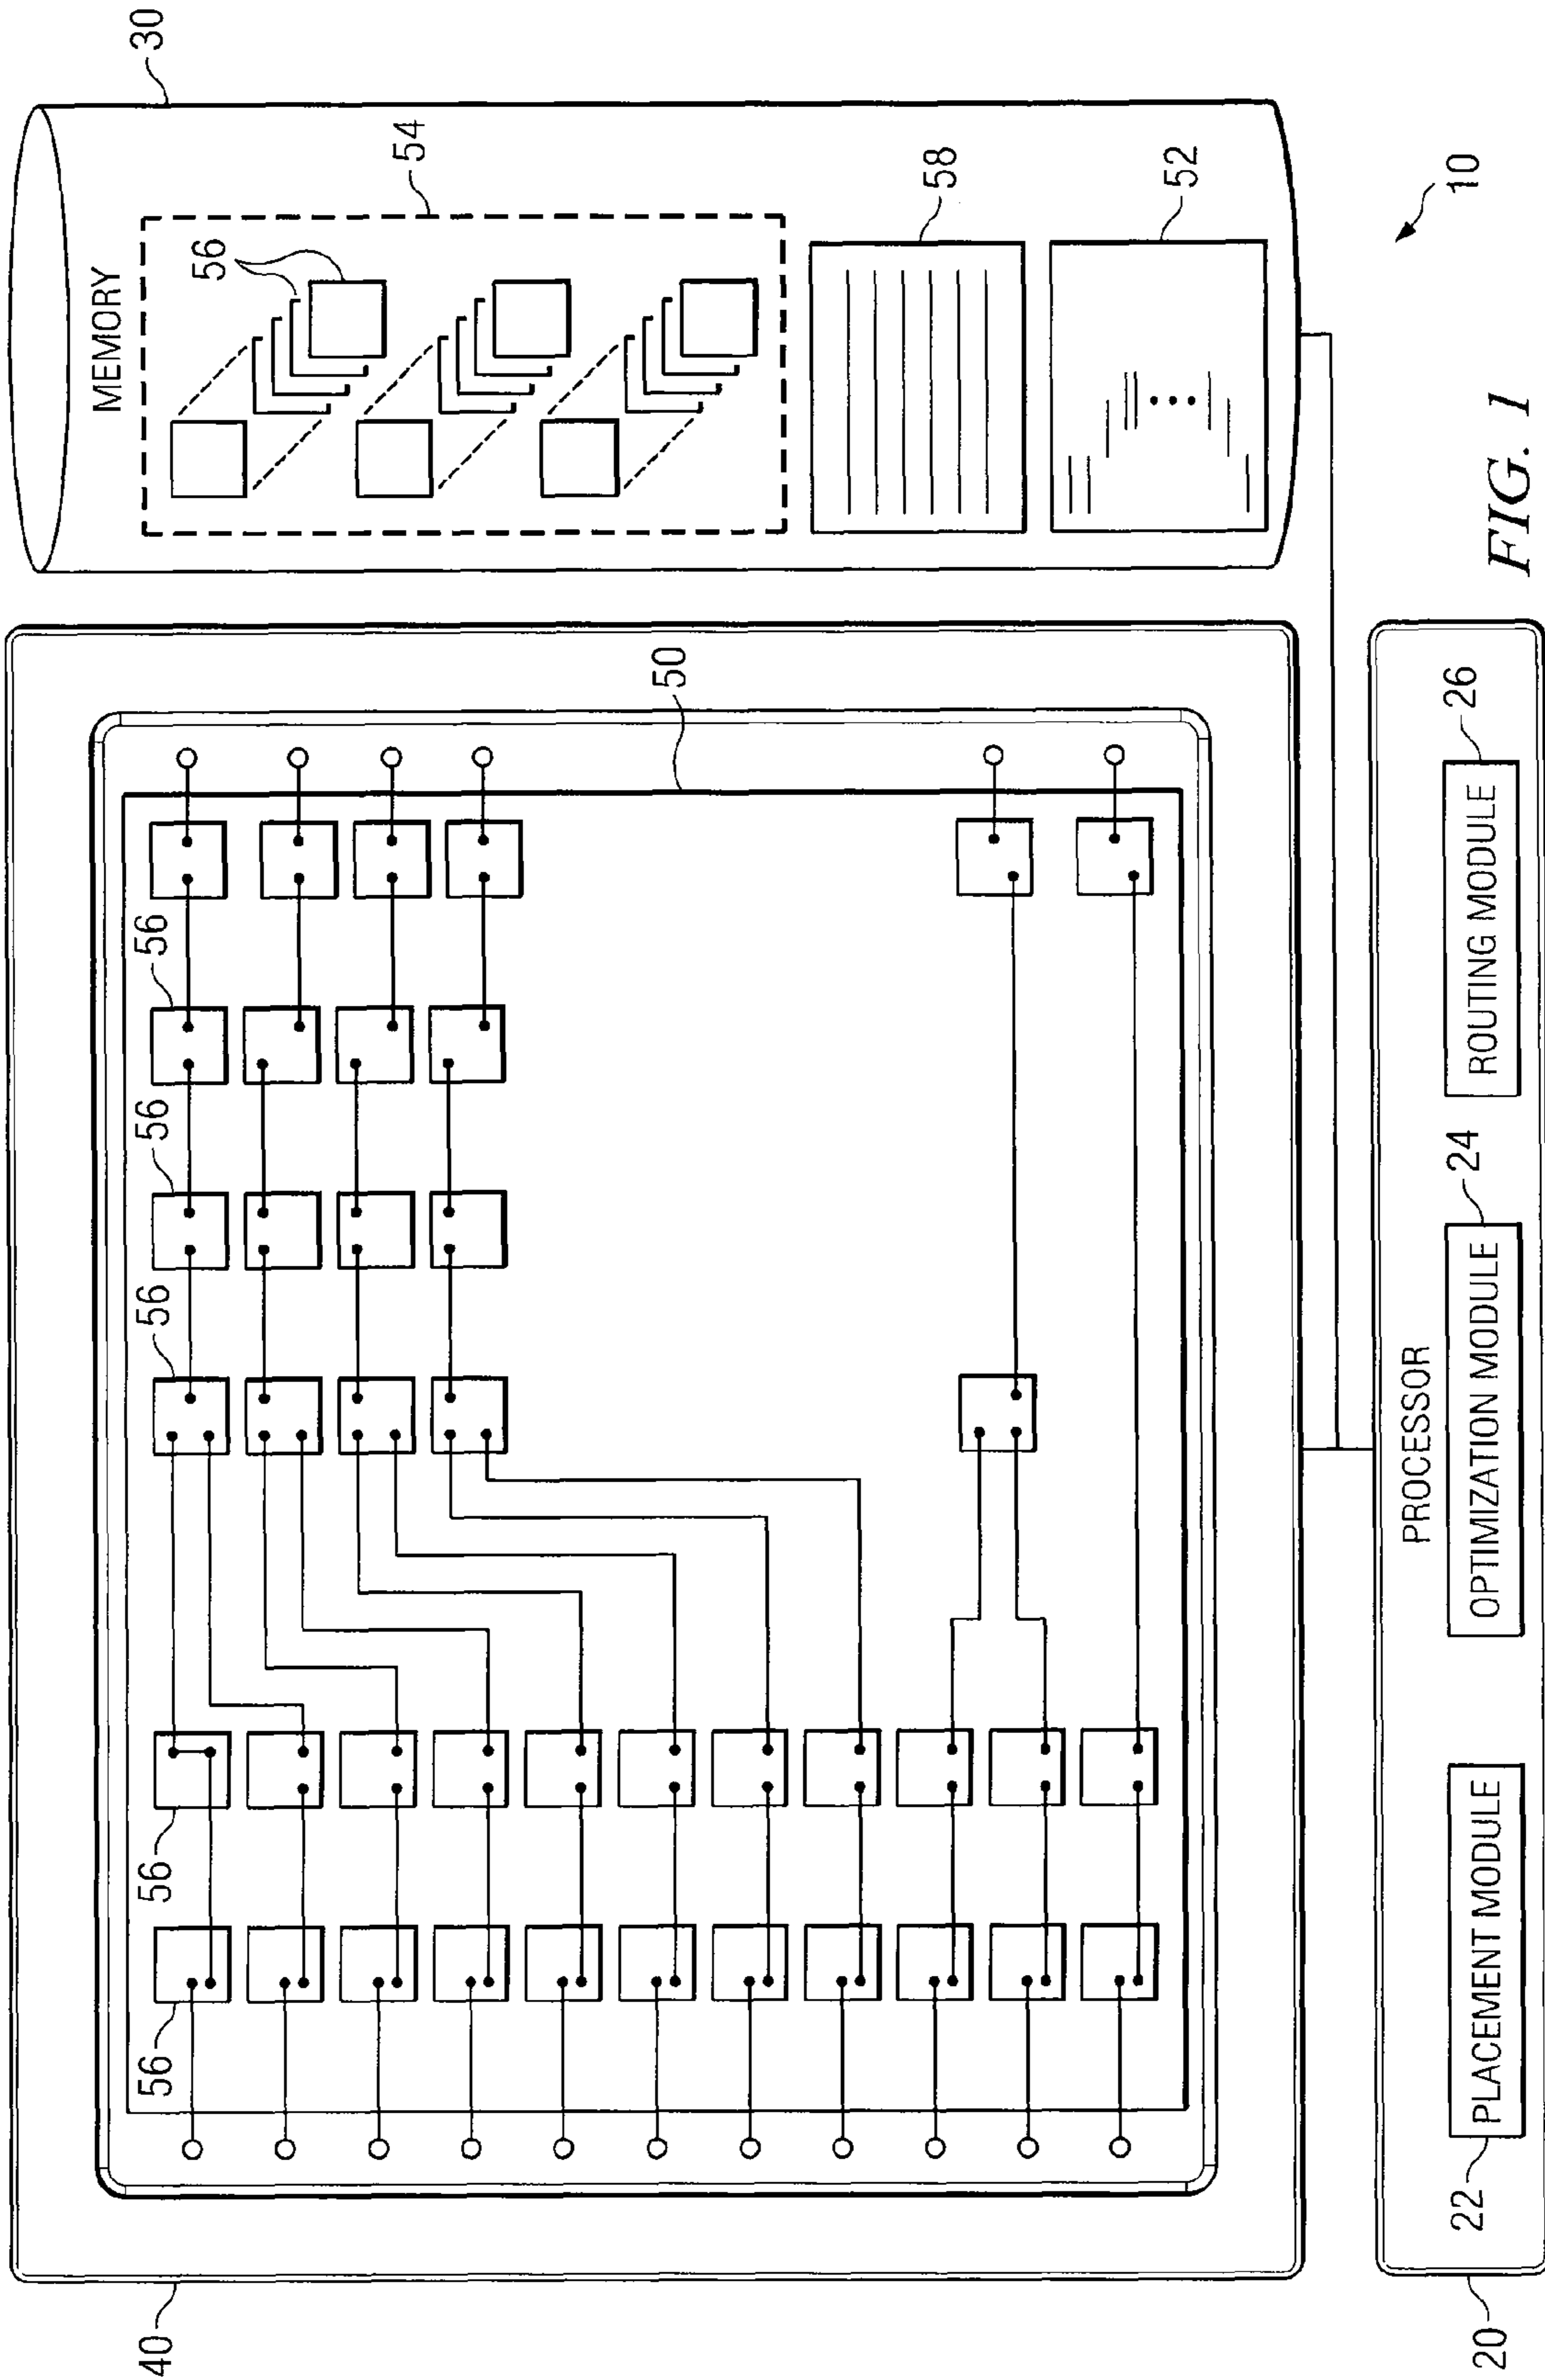 40
56
56
56
56
56
50
MEMORY
30
56
54
58
52
10
20
PROCESSOR
22
PLACEMENT MODULE
OPTIMIZATION MODULE
24
ROUTING MODULE
26
FIG. 1